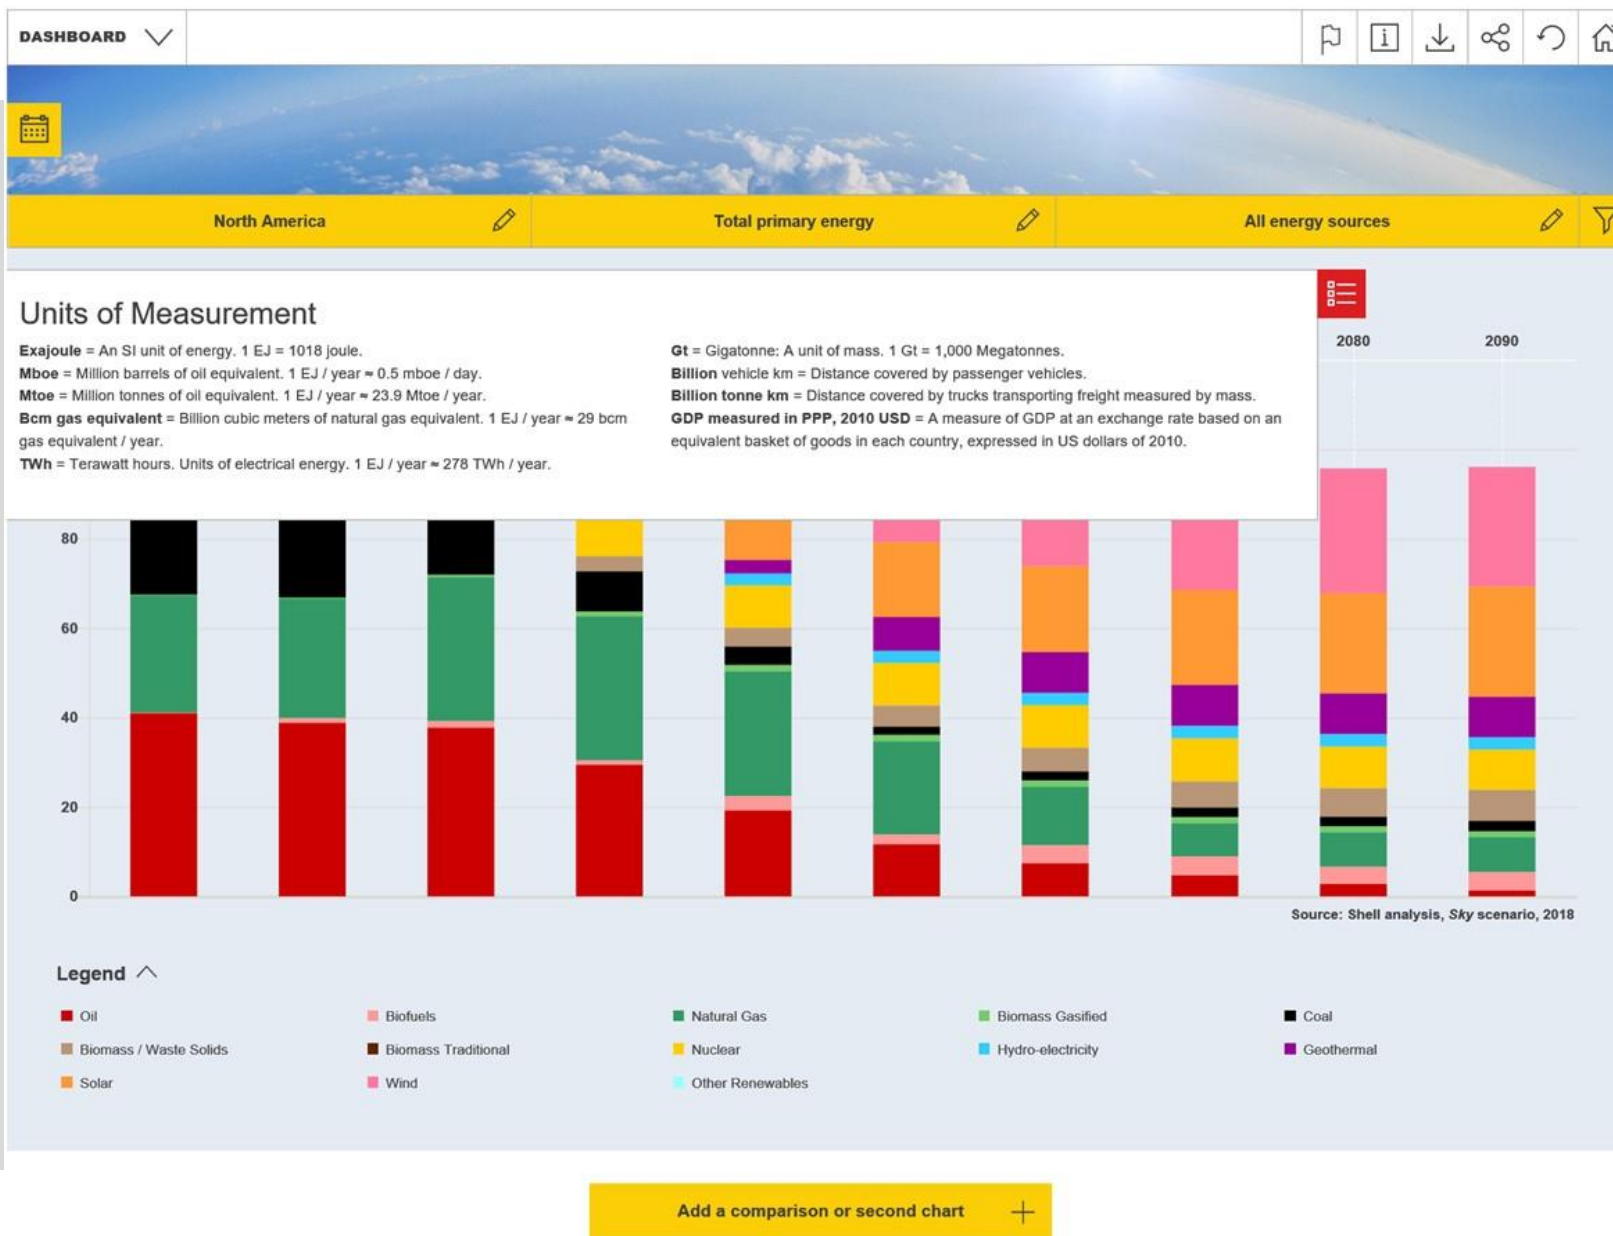 DASHBOARD
North America
Total primary energy
All energy sources
Units of Measurement
Exajoule = An SI unit of energy. 1 EJ = 1018 joule.
Mboe = Million barrels of oil equivalent. 1 EJ / year ≈ 0.5 mboe / day.
Mtoe = Million tonnes of oil equivalent. 1 EJ / year ≈ 23.9 Mtoe / year.
Bcm gas equivalent = Billion cubic meters of natural gas equivalent. 1 EJ / year ≈ 29 bcm
gas equivalent / year.
TWh = Terawatt hours. Units of electrical energy. 1 EJ / year ≈ 278 TWh / year.
Gt = Gigatonne: A unit of mass. 1 Gt = 1,000 Megatonnes.
Billion vehicle km = Distance covered by passenger vehicles.
Billion tonne km = Distance covered by trucks transporting freight measured by mass.
GDP measured in PPP, 2010 USD = A measure of GDP at an exchange rate based on an
equivalent basket of goods in each country, expressed in US dollars of 2010.
2080
2090
80
60
40
20
0
Source: Shell analysis, Sky scenario, 2018
Legend
Oil
Biofuels
Natural Gas
Biomass Gasified
Coal
Biomass / Waste Solids
Biomass Traditional
Nuclear
Hydro-electricity
Geothermal
Solar
Wind
Other Renewables
Add a comparison or second chart